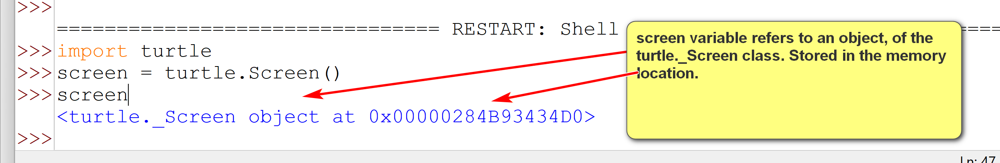 >>>
================================ RESTART: Shell ====
>>> import turtle
>>> screen = turtle.Screen()
>>> screen
<turtle._Screen object at 0x00000284B93434D0>
>>>
screen variable refers to an object, of the
turtle._Screen class. Stored in the memory
location.
Ln: 47